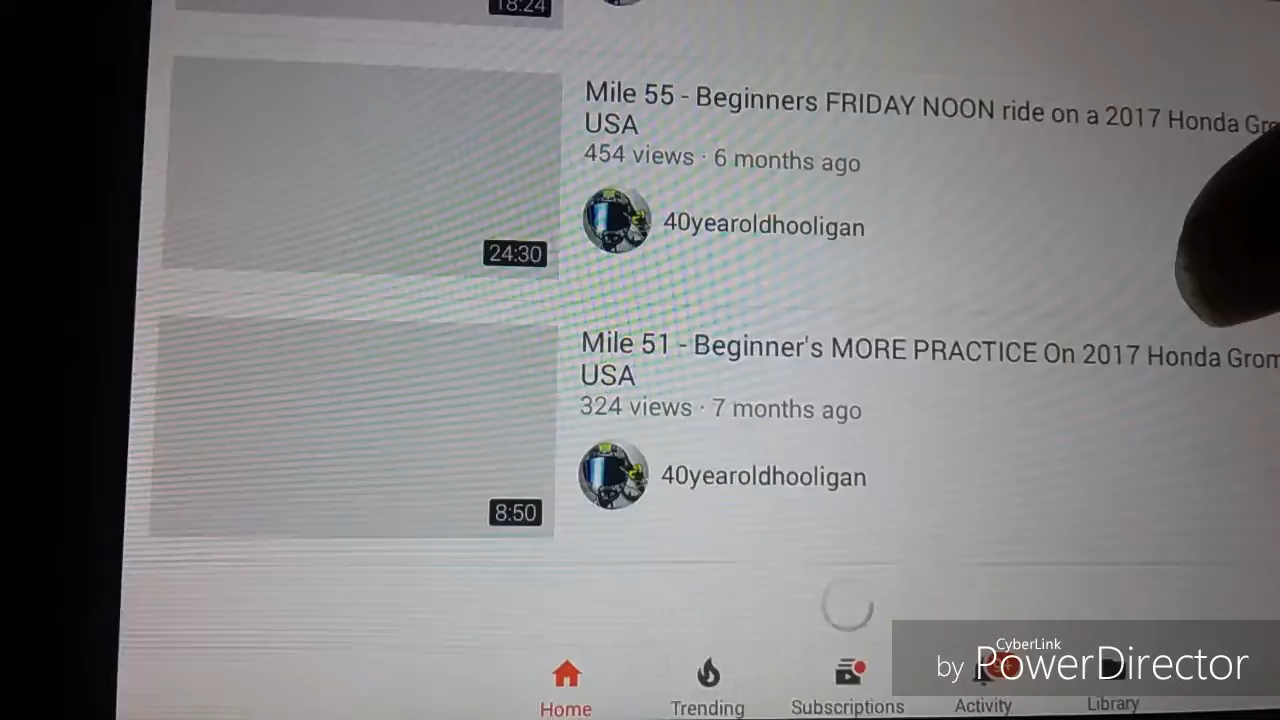 18:24
Mile 55 - Beginners FRIDAY NOON ride on a 2017 Honda
USA
454 views · 6 months ago
40yearoldhooligan
24:30
Mile 51 - Beginner's MORE PRACTICE On 2017 Honda Grom
USA
324 views · 7 months ago
40yearoldhooligan
8:50
CyberLink
by PowerDirector
Home
Trending
Subscriptions
Activity
Library